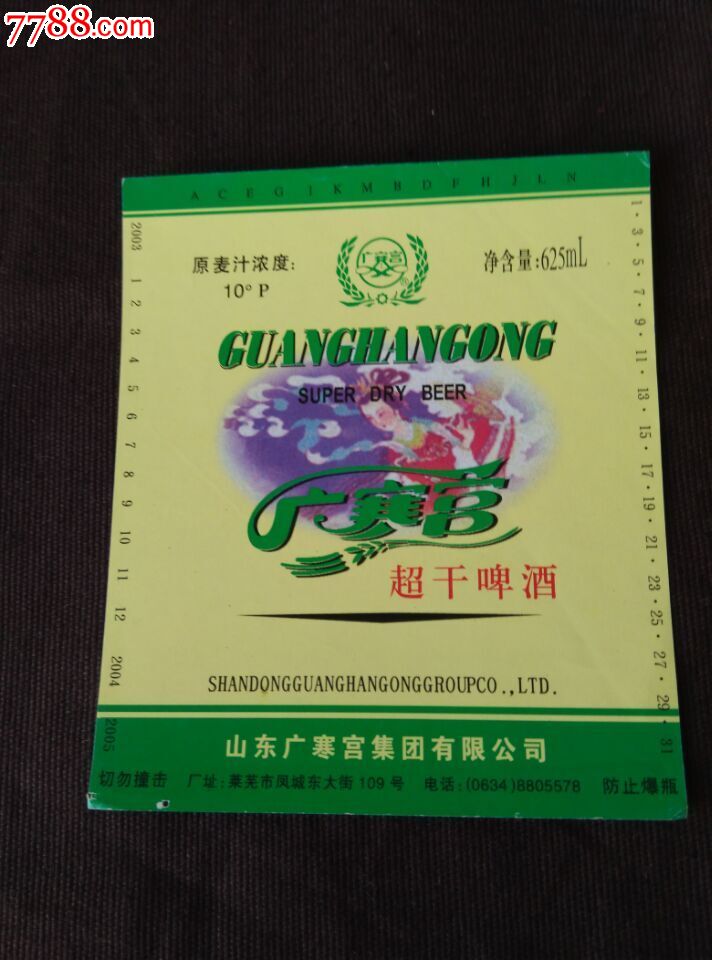 7788.com
A C E G I K M B D F H J L N
原麦汁浓度:
10° P
广寒宫
®
净含量:625mL
GUANGHANGONG
SUPER DRY BEER
广寒宫
超干啤酒
SHANDONGGUANGHANGONGGROUPCO.,LTD.
山东广寒宫集团有限公司
切勿撞击 厂址:莱芜市凤城东大街109号 电话:(0634)8805578 防止爆瓶
2003 1 2 3 4 5 6 7 8 9 10 11 12 2004 2005
1·3·5·7·9·11·13·15·17·19·21·23·25·27·29·31